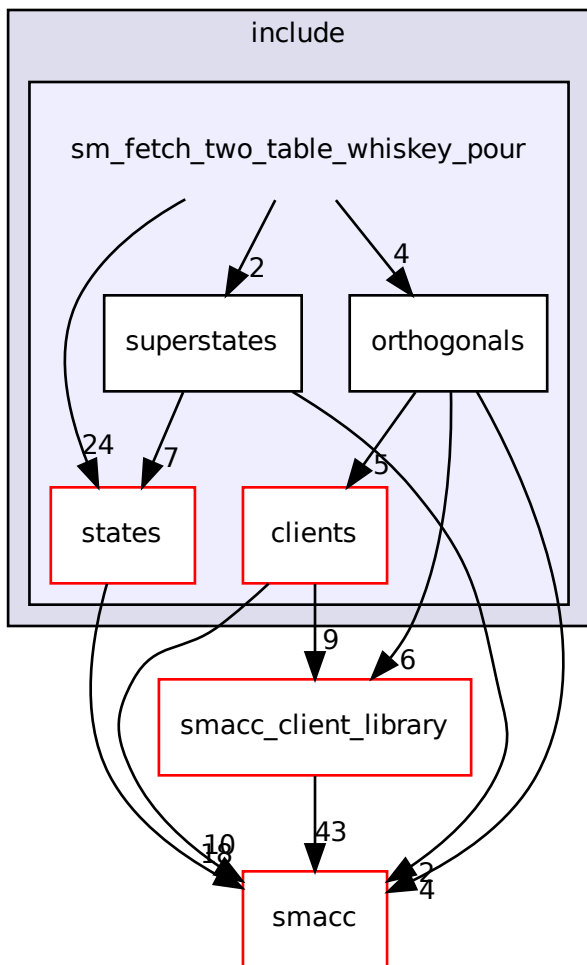 include
sm_fetch_two_table_whiskey_pour
2
4
superstates
orthogonals
24
7
5
states
clients
9
6
smacc_client_library
10
18
43
2
4
smacc